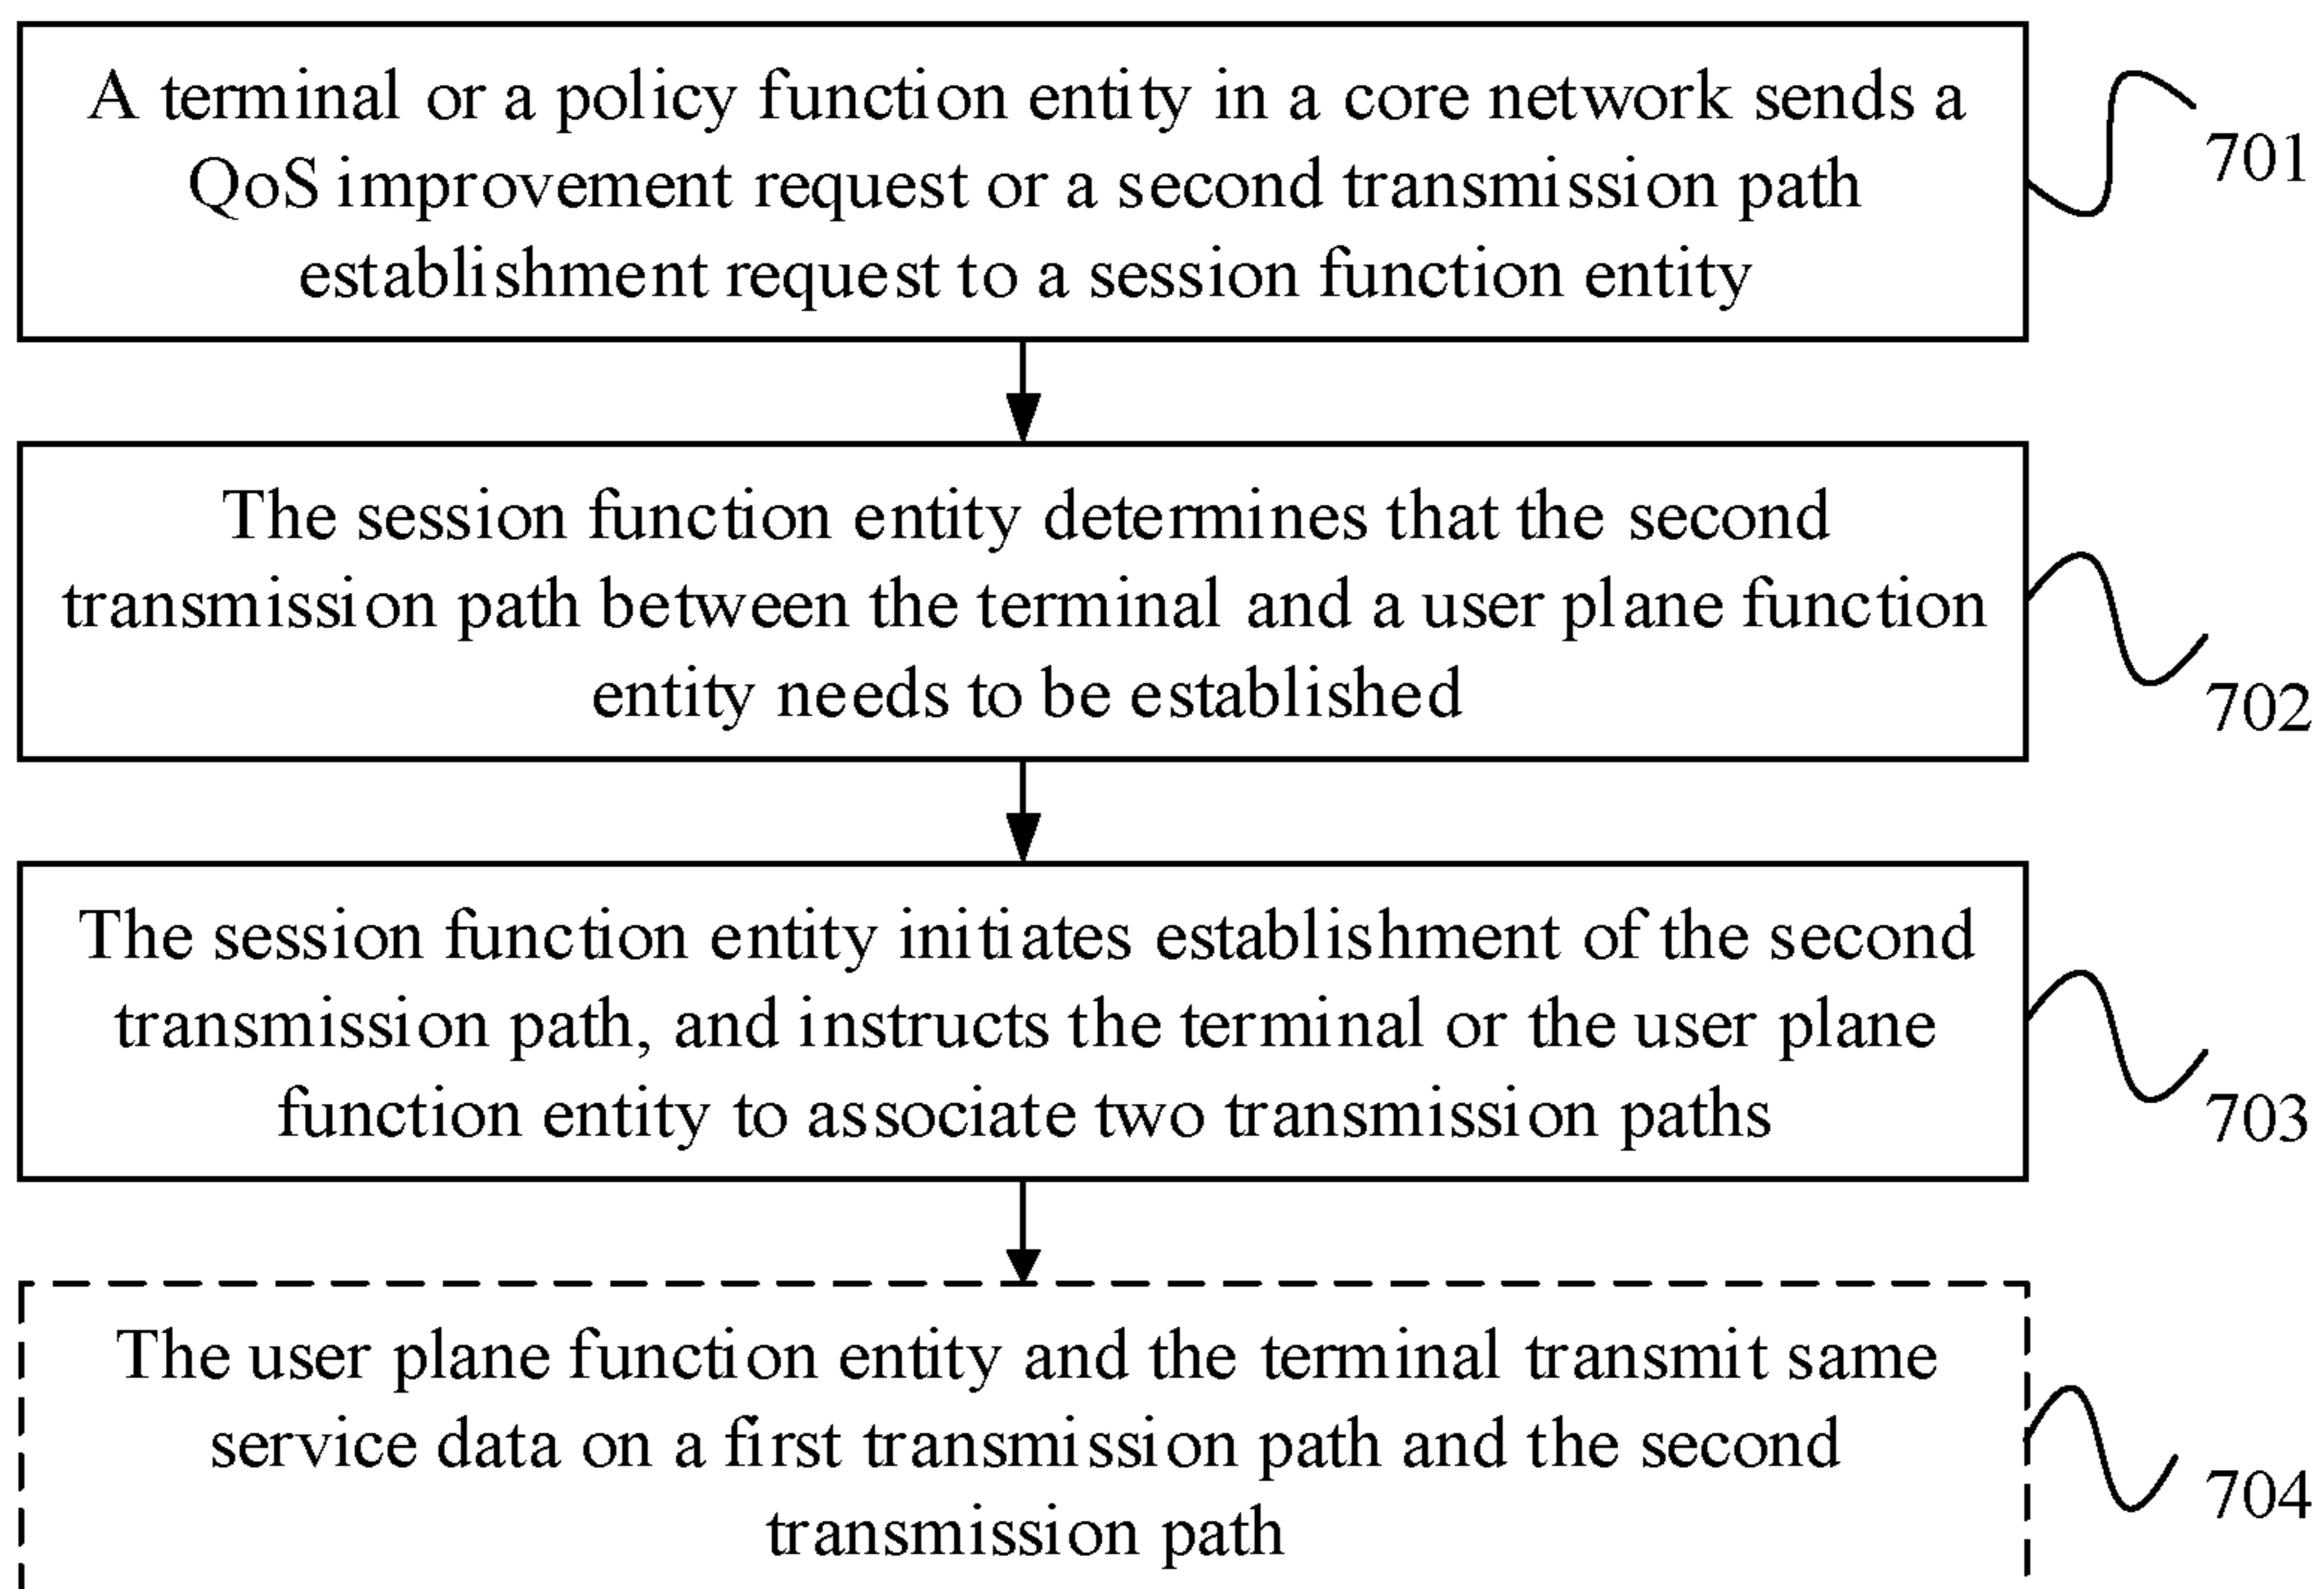 A terminal or a policy function entity in a core network sends a
QoS improvement request or a second transmission path
establishment request to a session function entity
701
The session function entity determines that the second
transmission path between the terminal and a user plane function
entity needs to be established
702
The session function entity initiates establishment of the second
transmission path, and instructs the terminal or the user plane
function entity to associate two transmission paths
703
The user plane function entity and the terminal transmit same
service data on a first transmission path and the second
transmission path
704